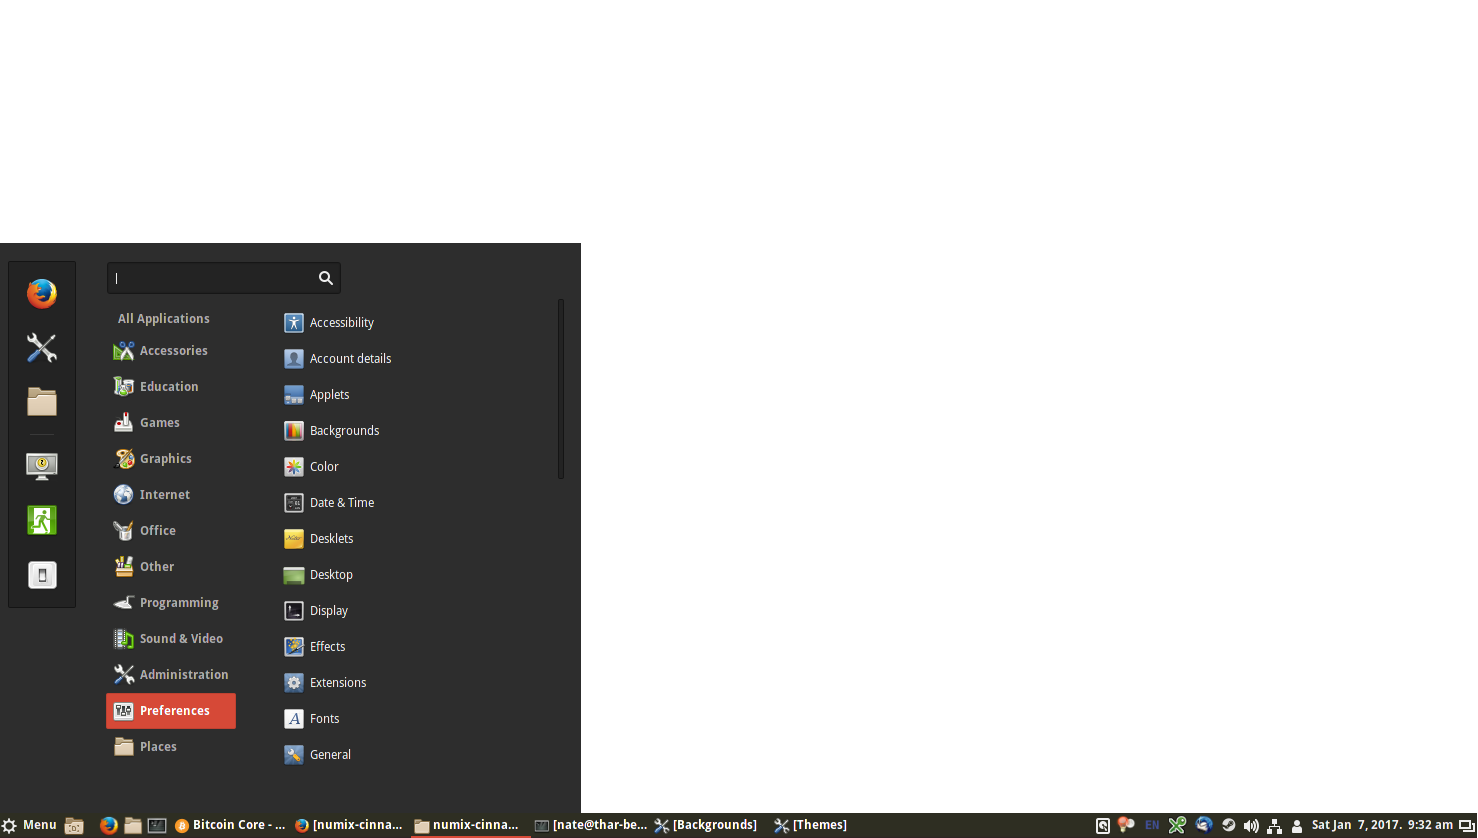 All Applications
Accessories
Education
Games
Graphics
Internet
Office
Other
Programming
Sound & Video
Administration
Preferences
Places
Accessibility
Account details
Applets
Backgrounds
Color
Date & Time
Desklets
Desktop
Display
Effects
Extensions
Fonts
General
Menu
Bitcoin Core - ...
[numix-cinna...
numix-cinna...
[nate@thar-be...
[Backgrounds]
[Themes]
EN
Sat Jan 7, 2017. 9:32 am